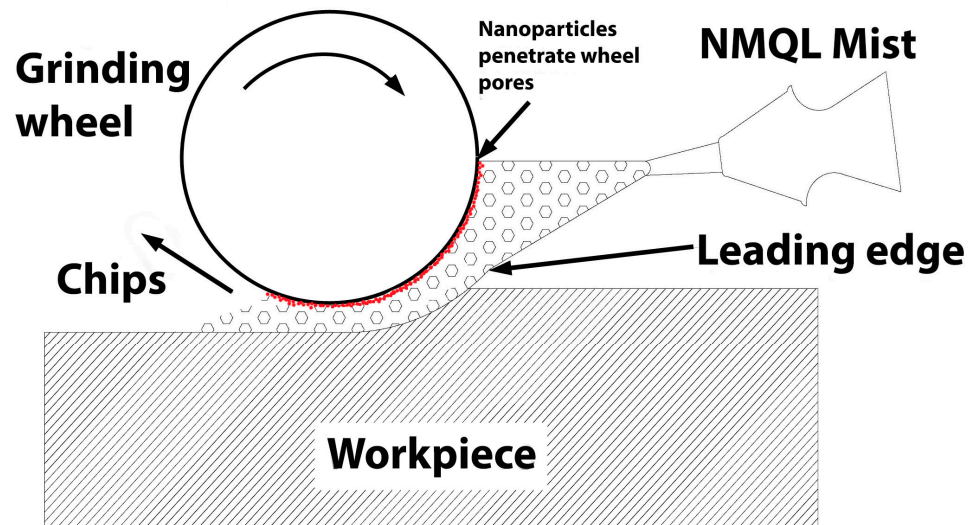 Grinding
wheel
Nanoparticles
penetrate wheel
pores
NMQL Mist
Chips
Leading edge
Workpiece